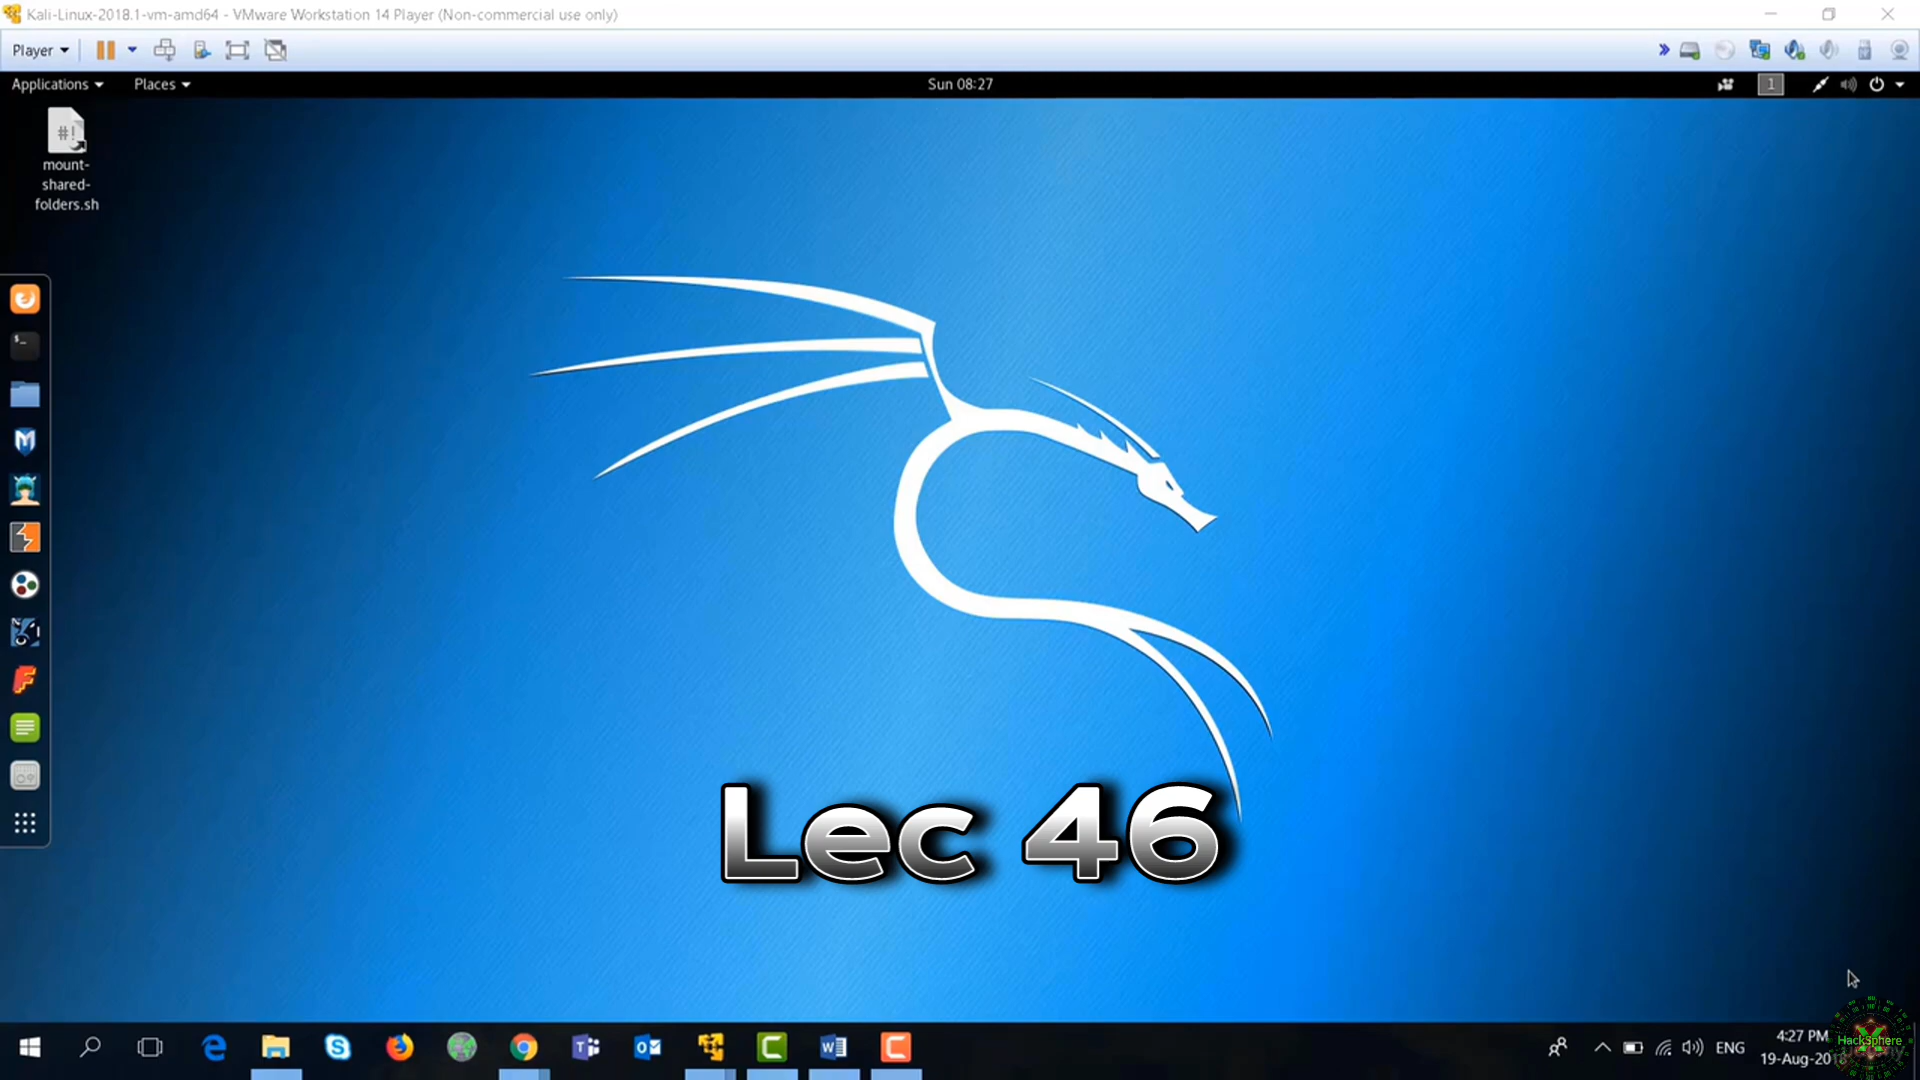 Kali-Linux-2018.1-vm-amd64 - VMware Workstation 14 Player (Non-commercial use only)
Player
Applications Places Sun 08:27 1
#!
mount-
shared-
folders.sh
$-
Lec 46
ENG
4:27 PM
19-Aug-20
HackSphere